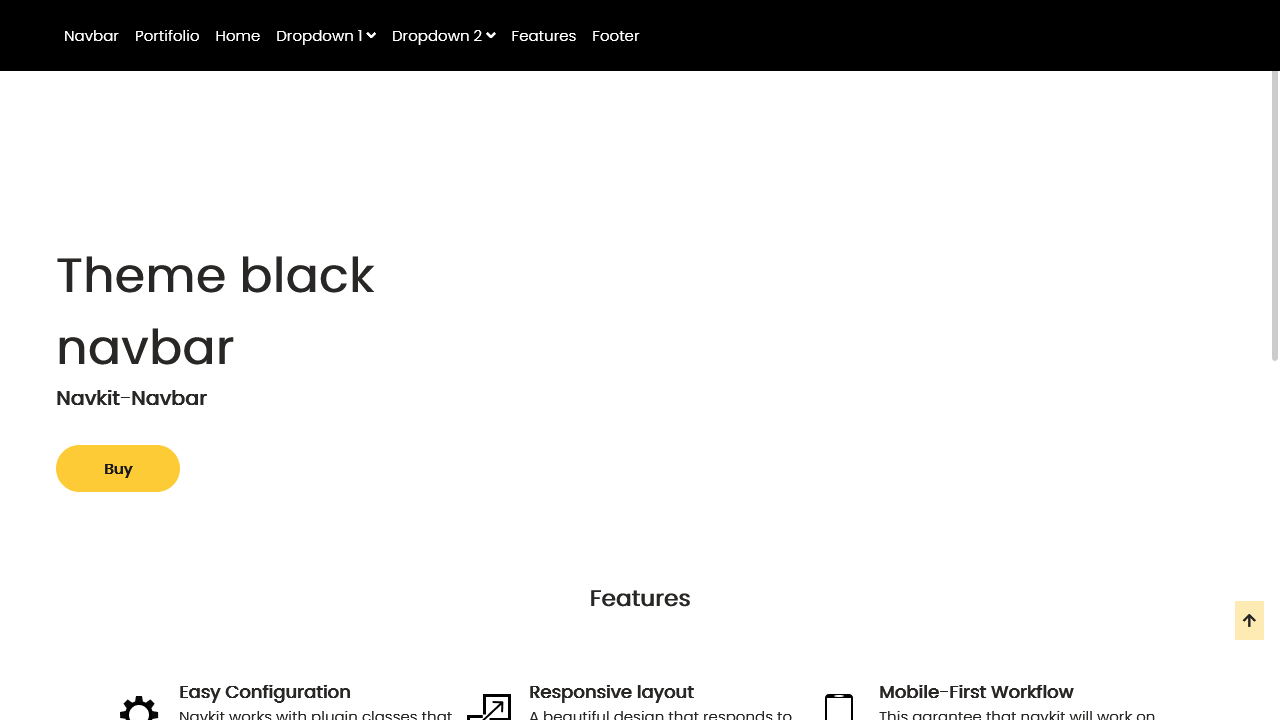 Navbar Portifolio Home Dropdown 1 Dropdown 2 Features Footer
Theme black
navbar
Navkit-Navbar
Buy
Features
Easy Configuration
Navkit works with plugin classes that
Responsive layout
A beautiful design that responds to
Mobile-First Workflow
This garantee that navkit will work on